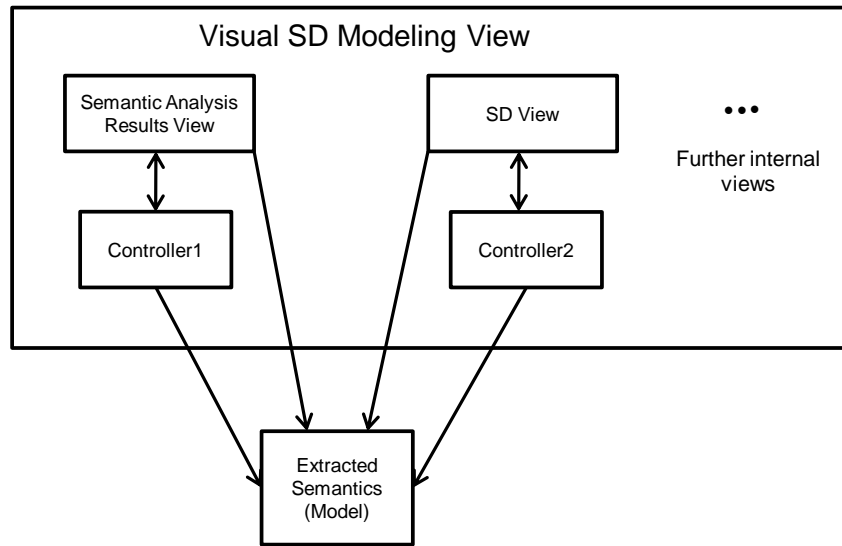 Visual SD Modeling View
Semantic Analysis
Results View
SD View
•••
Further internal
views
Controller1
Controller2
Extracted
Semantics
(Model)